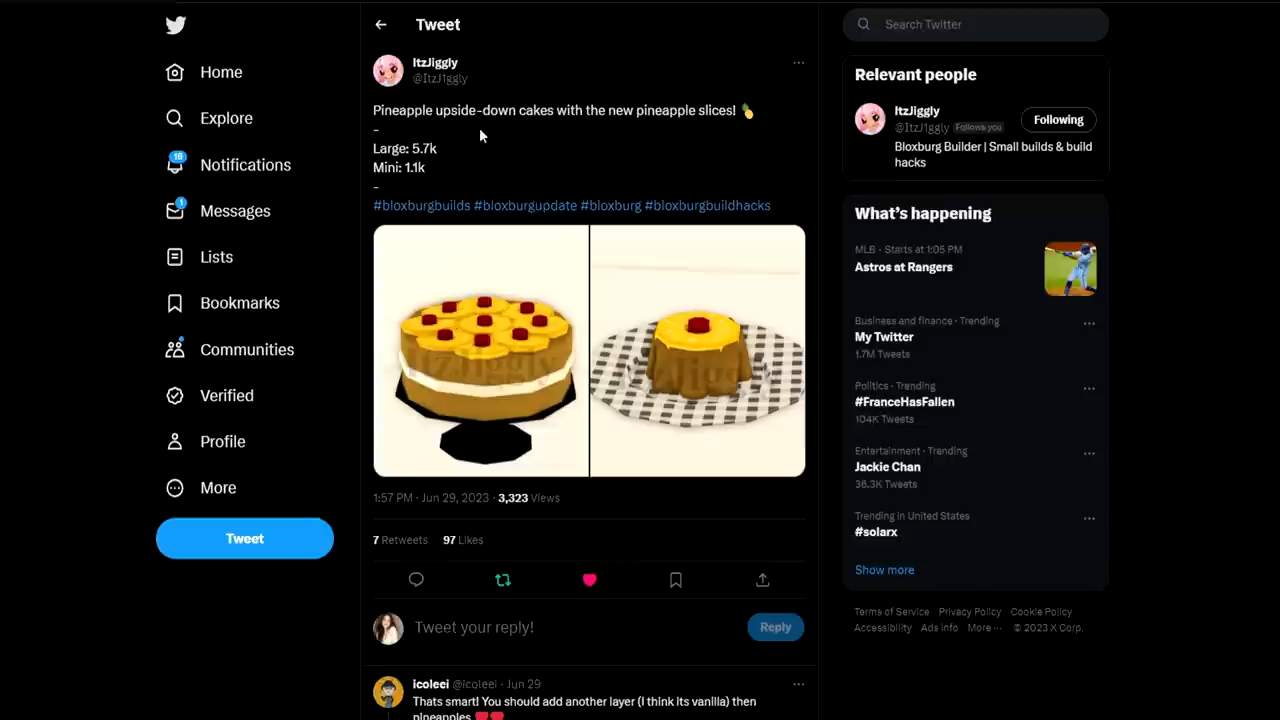 Home
Explore
16
Notifications
1
Messages
Lists
Bookmarks
Communities
Verified
Profile
More
Tweet
Tweet
ItzJiggly
@ItzJ1ggly
Pineapple upside-down cakes with the new pineapple slices! 🍍
-
Large: 5.7k
Mini: 1.1k
-
#bloxburgbuilds #bloxburgupdate #bloxburg #bloxburgbuildhacks
ItzJiggly
1:57 PM · Jun 29, 2023 · 3,323 Views
7 Retweets 97 Likes
Tweet your reply!
Reply
icoleei @icoleei · Jun 29
Thats smart! You should add another layer (i think its vanilla) then
pineapples
Search Twitter
Relevant people
ItzJiggly
@ItzJ1ggly Follows you
Following
Bloxburg Builder | Small builds & build
hacks
What's happening
MLB · Starts at 1:05 PM
Astros at Rangers
Business and finance · Trending
My Twitter
1.7M Tweets
Politics · Trending
#FranceHasFallen
104K Tweets
Entertainment · Trending
Jackie Chan
36.3K Tweets
Trending in United States
#solarx
Show more
Terms of Service Privacy Policy Cookie Policy
Accessibility Ads info More ··· © 2023 X Corp.